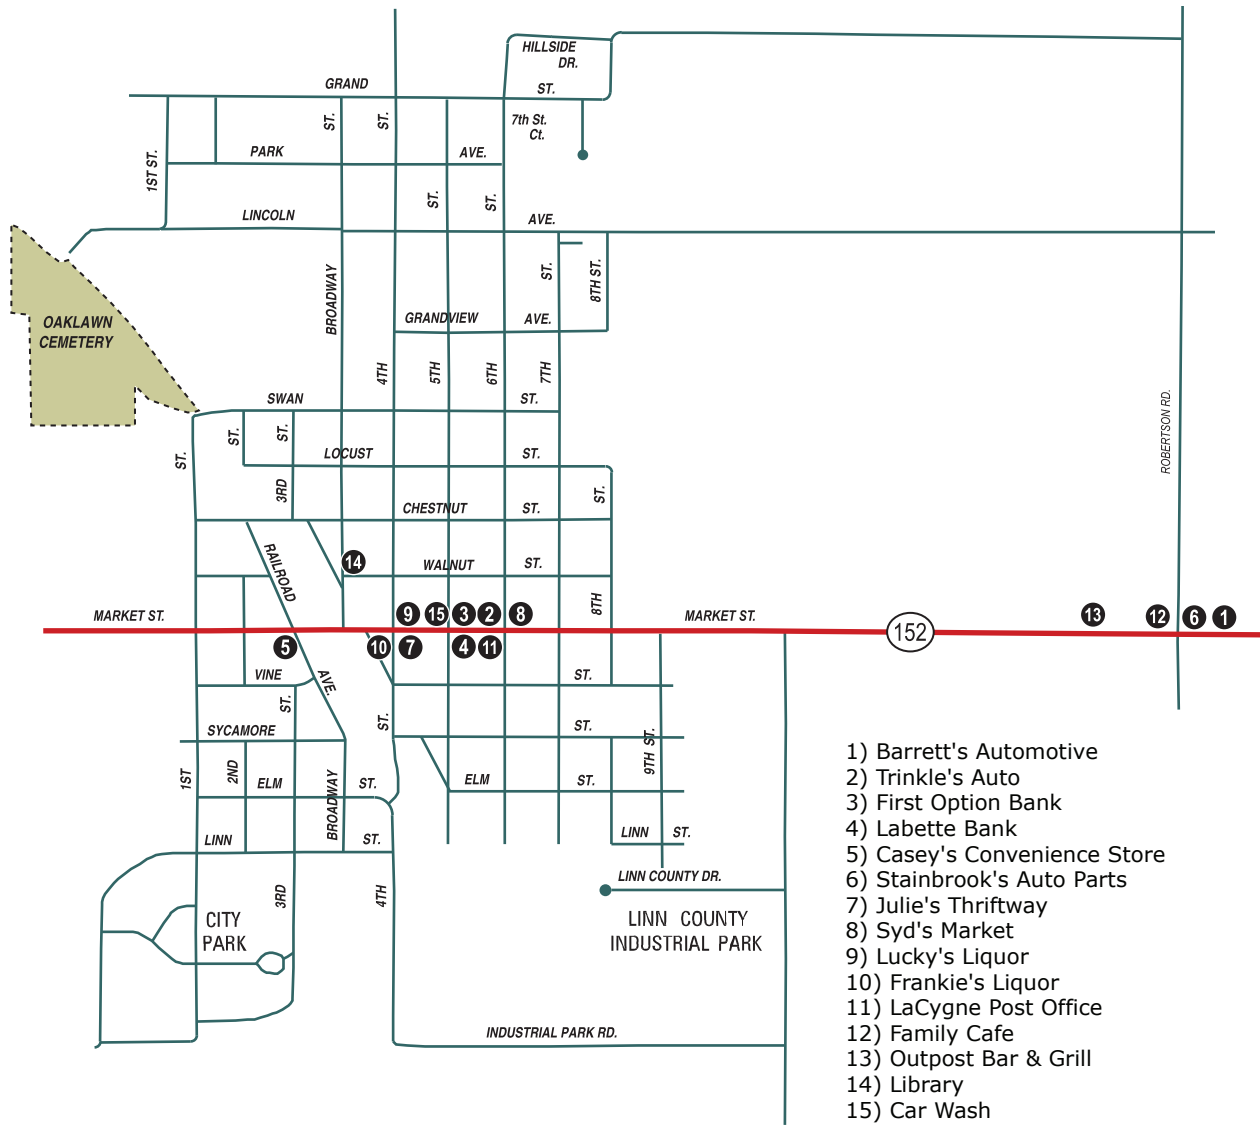 HILLSIDE
DR.
GRAND
ST.
ST.
ST.
7th St.
Ct.
1ST ST.
PARK
AVE.
ST.
ST.
LINCOLN
AVE.
BROADWAY
ST.
8TH ST.
OAKLAWN
CEMETERY
GRANDVIEW
AVE.
4TH
5TH
6TH
7TH
SWAN
ST.
ROBERTSON RD.
ST.
ST.
ST.
LOCUST
ST.
3RD
ST.
CHESTNUT
ST.
RAILROAD
14
WALNUT
ST.
8TH
MARKET ST.
9
15
3
2
8
MARKET ST.
13
12
6
1
152
5
10
7
4
11
VINE
AVE.
ST.
ST.
ST.
SYCAMORE
ST.
9TH ST.
1ST
2ND
ELM
BROADWAY
ST.
ELM
ST.
LINN
ST.
LINN
ST.
3RD
4TH
LINN COUNTY DR.
CITY
PARK
LINN COUNTY
INDUSTRIAL PARK
INDUSTRIAL PARK RD.
1) Barrett's Automotive
2) Trinkle's Auto
3) First Option Bank
4) Labette Bank
5) Casey's Convenience Store
6) Stainbrook's Auto Parts
7) Julie's Thriftway
8) Syd's Market
9) Lucky's Liquor
10) Frankie's Liquor
11) LaCygne Post Office
12) Family Cafe
13) Outpost Bar & Grill
14) Library
15) Car Wash